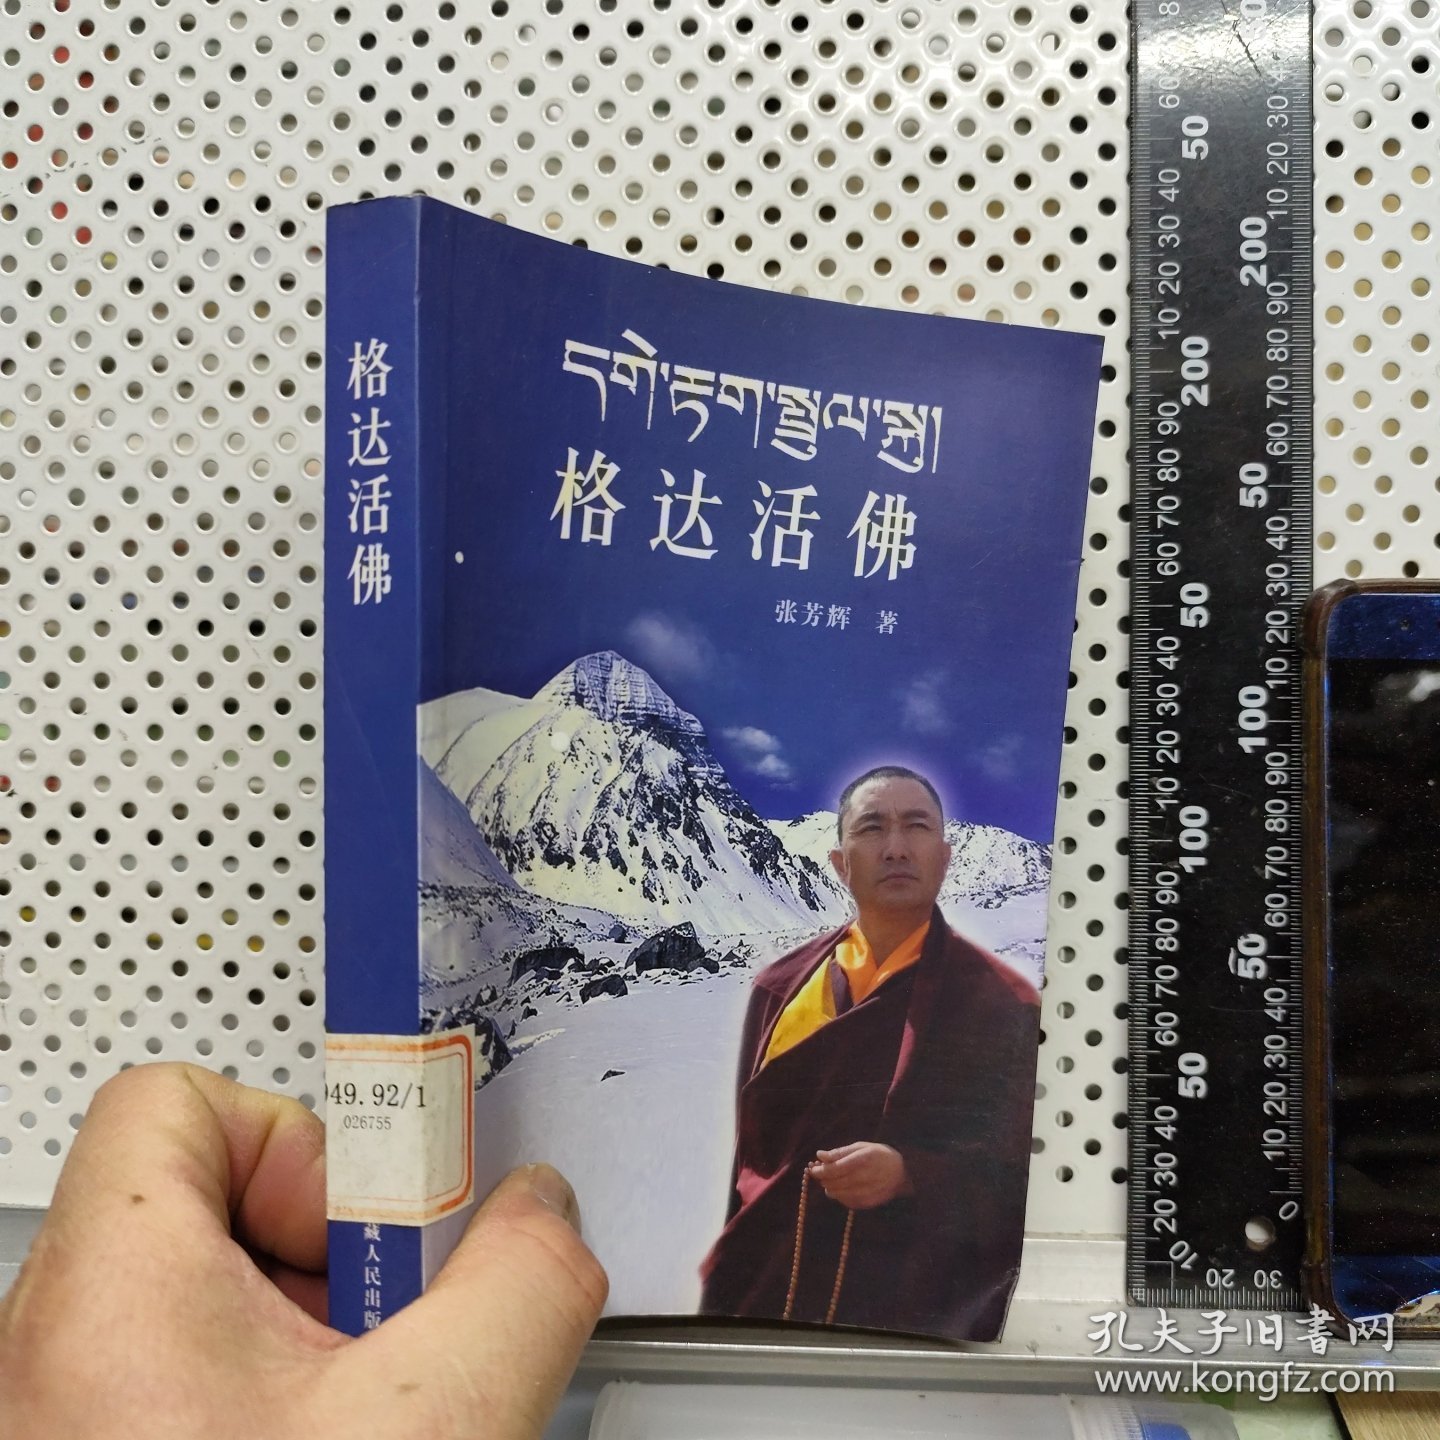 格达活佛
949.92/1
026755
藏人民出版
དགེ་རྟག་སྤྲུལ་སྐུ།
格达活佛
张芳辉 著
孔夫子旧書网
www.kongfz.com